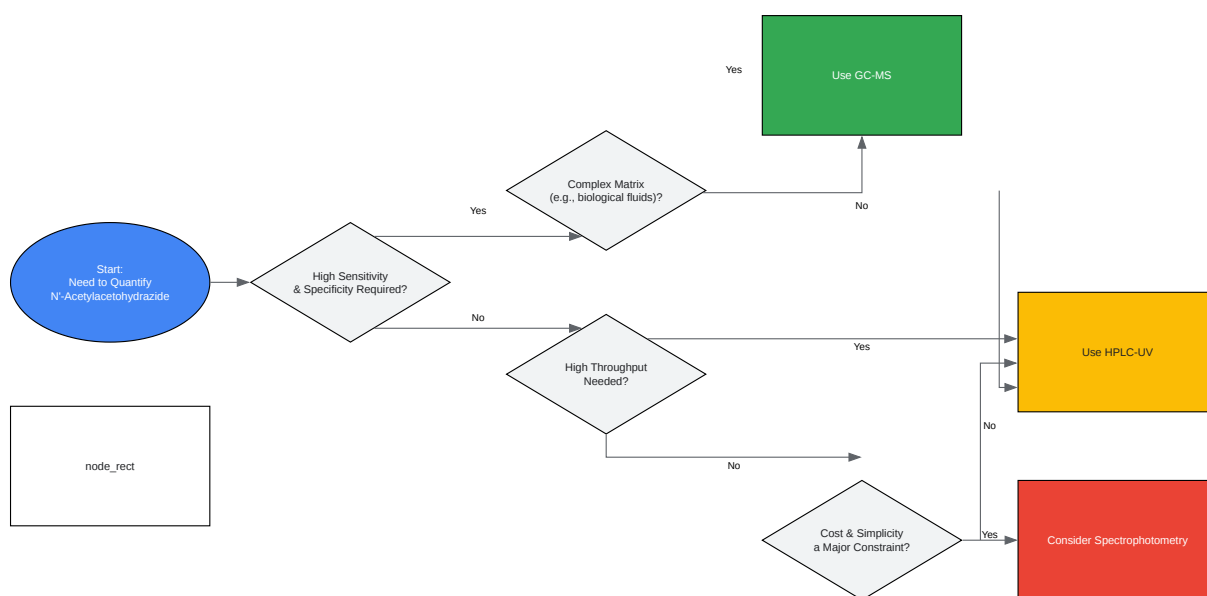 Yes
Use GC-MS
Complex Matrix
(e.g., biological fluids)?
No
Yes
Start:
Need to Quantify
N'-Acetylacetohydrazide
High Sensitivity
& Specificity Required?
No
High Throughput
Needed?
Yes
Use HPLC-UV
No
No
node_rect
Cost & Simplicity
a Major Constraint?
Yes
Consider Spectrophotometry